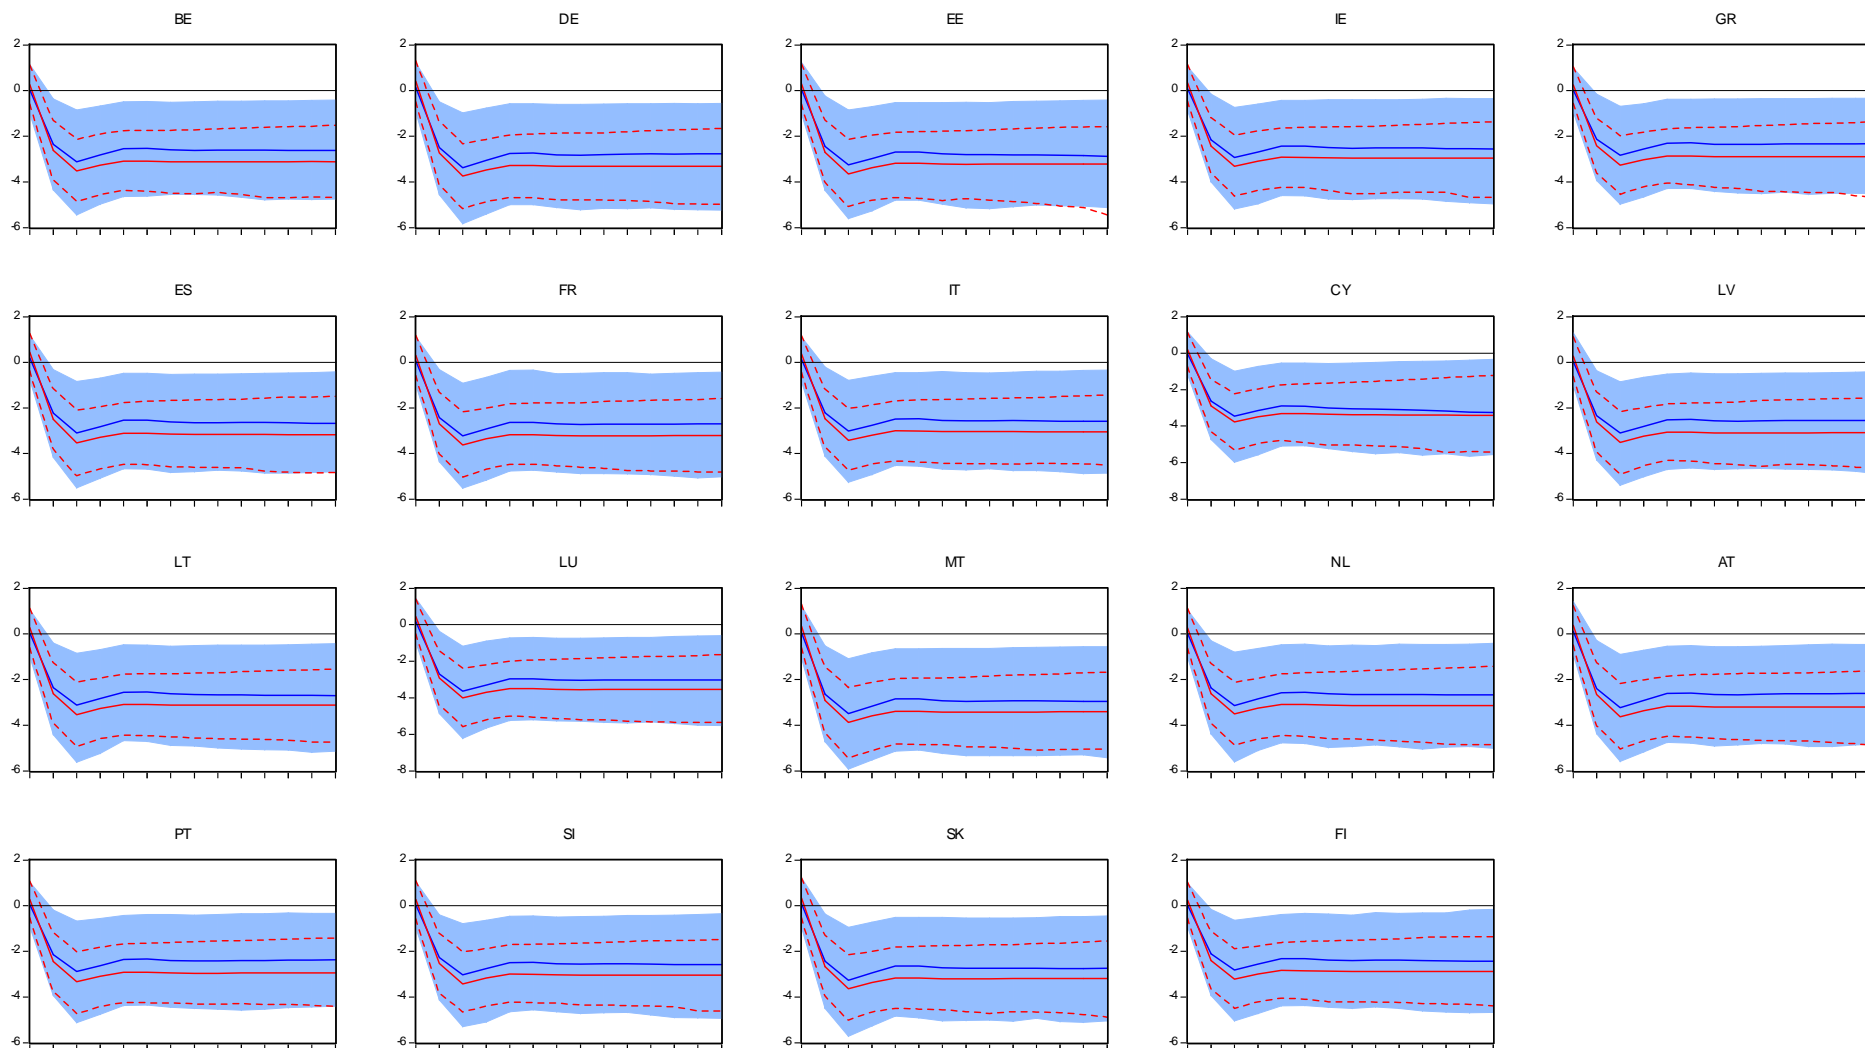 BE DE EE IE GR
2 2 2 2 2
0 0 0 0 0
-2 -2 -2 -2 -2
-4 -4 -4 -4 -4
-6 -6 -6 -6 -6
ES FR IT CY LV
2 2 2 2 2
0 0 0 0 0
-2 -2 -2 -2 -2
-4 -4 -4 -4 -4
-6 -6 -6 -6 -6
-8
LT LU MT NL AT
2 2 2 2 2
0 0 0 0 0
-2 -2 -2 -2 -2
-4 -4 -4 -4 -4
-6 -6 -6 -6 -6
-8
PT SI SK FI
2 2 2 2
0 0 0 0
-2 -2 -2 -2
-4 -4 -4 -4
-6 -6 -6 -6